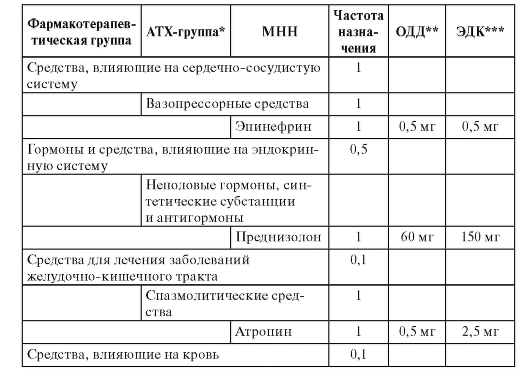 Фармакотерапев-
тическая группа
АТХ-группа*
МНН
Частота
назна-
чения
ОДД**
ЭДК***
Средства, влияющие на сердечно-сосудистую
систему
1
Вазопрессорные средства
1
Эпинефрин
1
0,5 мг
0,5 мг
Гормоны и средства, влияющие на эндокрин-
ную систему
0,5
Неполовые гормоны, син-
тетические субстанции
и антигормоны
Преднизолон
1
60 мг
150 мг
Средства для лечения заболеваний
желудочно-кишечного тракта
0,1
Спазмолитические сред-
ства
1
Атропин
1
0,5 мг
2,5 мг
Средства, влияющие на кровь
0,1